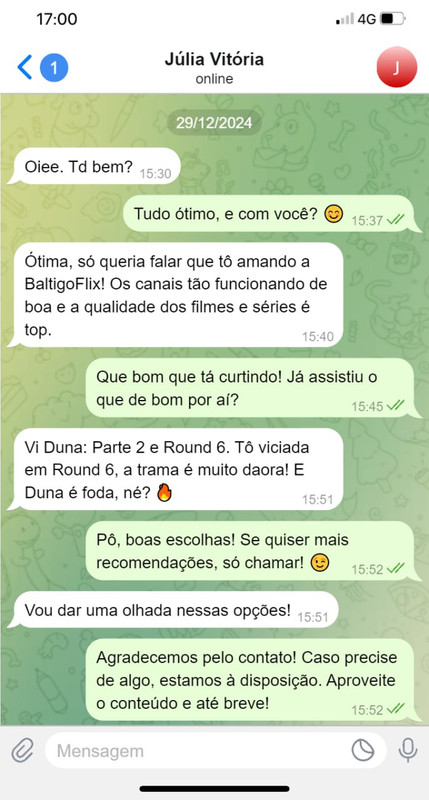 17:00
4G
1
Júlia Vitória
online
J
29/12/2024
Oiee. Td bem?
15:30
Tudo ótimo, e com você? 😊
15:37
Ótima, só queria falar que tô amando a
BaltigoFlix! Os canais tão funcionando de
boa e a qualidade dos filmes e séries é
top.
15:40
Que bom que tá curtindo! Já assistiu o
que de bom por aí?
15:45
Vi Duna: Parte 2 e Round 6. Tô viciada
em Round 6, a trama é muito daora! E
Duna é foda, né? 🔥
15:51
Pô, boas escolhas! Se quiser mais
recomendações, só chamar! 😉
15:52
Vou dar uma olhada nessas opções!
15:51
Agradecemos pelo contato! Caso precise
de algo, estamos à disposição. Aproveite
o conteúdo e até breve!
15:52
Mensagem